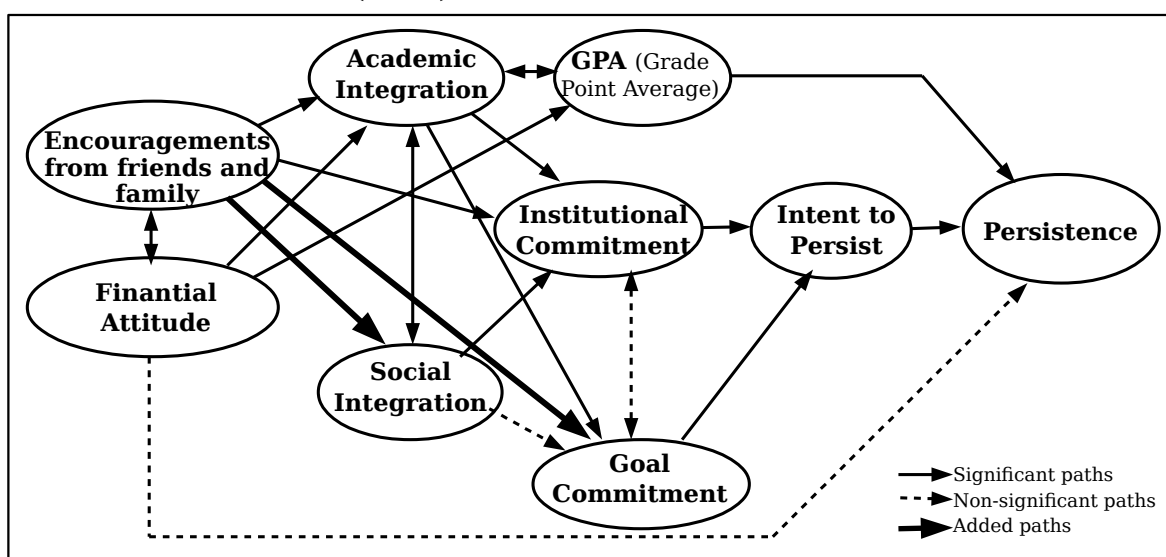 Academic
Integration
GPA (Grade
Point Average)
Encouragements
from friends and
family
Institutional
Commitment
Intent to
Persist
Persistence
Finantial
Attitude
Social
Integration
Goal
Commitment
Significant paths
Non-significant paths
Added paths